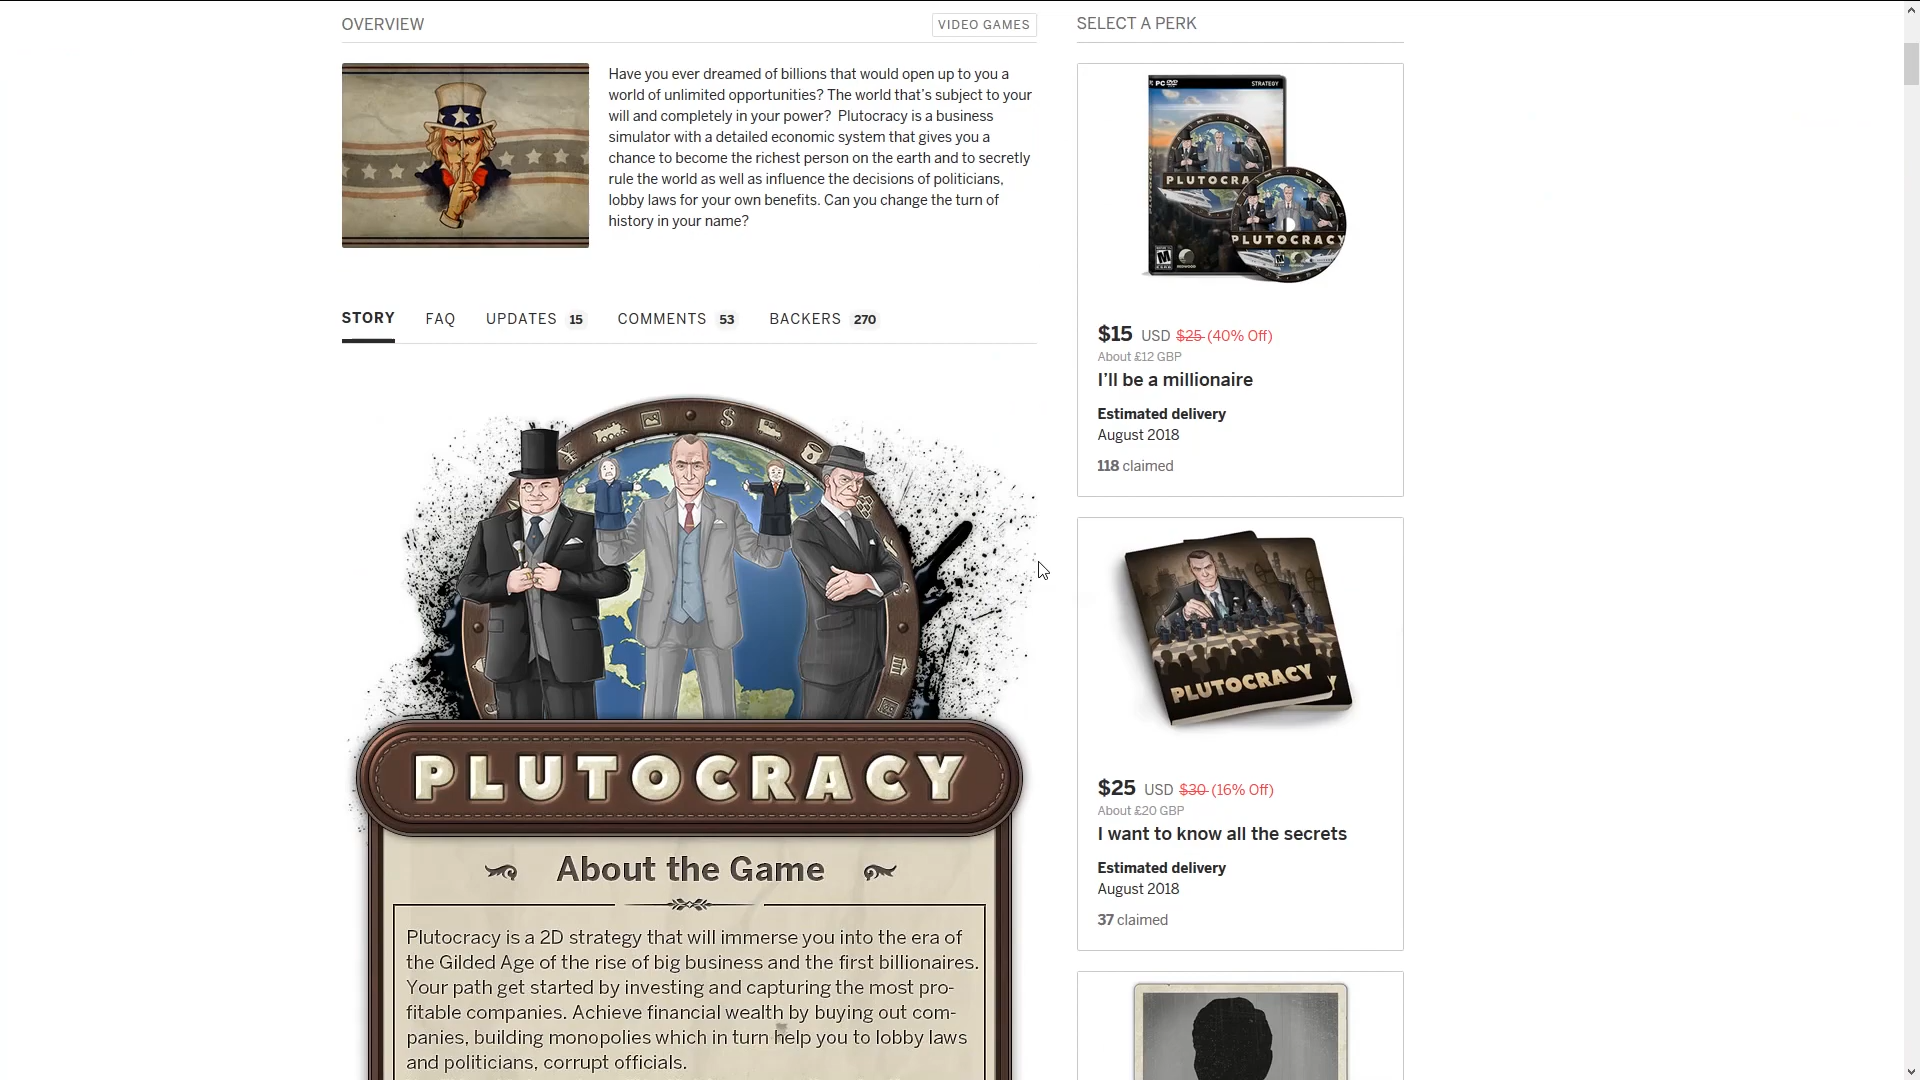 OVERVIEW
VIDEO GAMES
Have you ever dreamed of billions that would open up to you a
world of unlimited opportunities? The world that's subject to your
will and completely in your power?  Plutocracy is a business
simulator with a detailed economic system that gives you a
chance to become the richest person on the earth and to secretly
rule the world as well as influence the decisions of politicians,
lobby laws for your own benefits. Can you change the turn of
history in your name?
STORY
FAQ
UPDATES 15
COMMENTS 53
BACKERS 270
PLUTOCRACY
About the Game
Plutocracy is a 2D strategy that will immerse you into the era of
the Gilded Age of the rise of big business and the first billionaires.
Your path get started by investing and capturing the most pro-
fitable companies. Achieve financial wealth by buying out com-
panies, building monopolies which in turn help you to lobby laws
and politicians, corrupt officials.
SELECT A PERK
PC DVD
STRATEGY
PLUTOCRA
PLUTOCRACY
M
M
$15 USD $25 (40% Off)
About £12 GBP
I'll be a millionaire
Estimated delivery
August 2018
118 claimed
PLUTOCRACY
Y
$25 USD $30 (16% Off)
About £20 GBP
I want to know all the secrets
Estimated delivery
August 2018
37 claimed